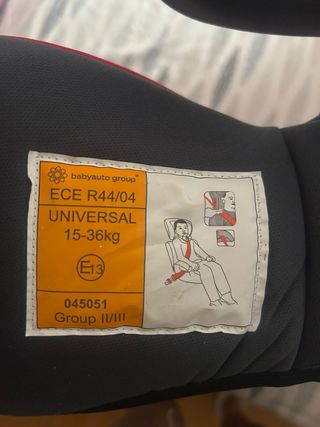 babyauto group®
ECE R44/04
UNIVERSAL
15-36kg
E13
045051
Group II/III